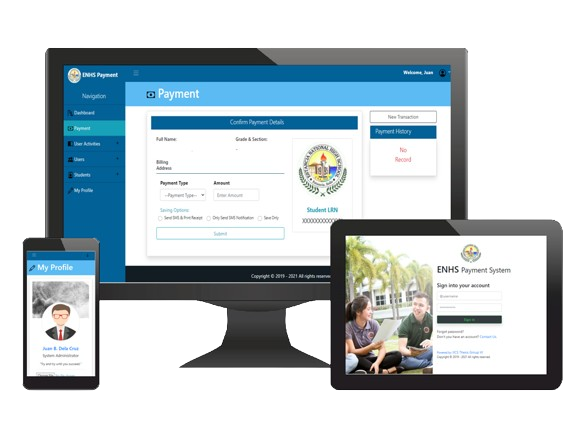 ENHS Payment
Welcome, Juan
Navigation
Dashboard
Payment
User Activities
Users
Students
My Profile
Payment
Confirm Payment Details
Full Name:
Grade & Section:
Billing
Address
Payment Type
Amount
--Payment Type--
Enter Amount
Saving Options:
Send SMS & Print Receipt
Only Send SMS Notification
Save Only
Submit
NATIONAL HIGH
Student LRN
XXXXXXXXXXXX
New Transaction
Payment History
No
Record
Copyright © 2019 - 2021 All rights reserved
My Profile
Juan B. Dela Cruz
System Administrator
ENHS Payment System
Sign into your account
Username
Sign In
Forgot password?
Don't you have an account? Contact Us
Copyright © 2019 - 2021 All rights reserved